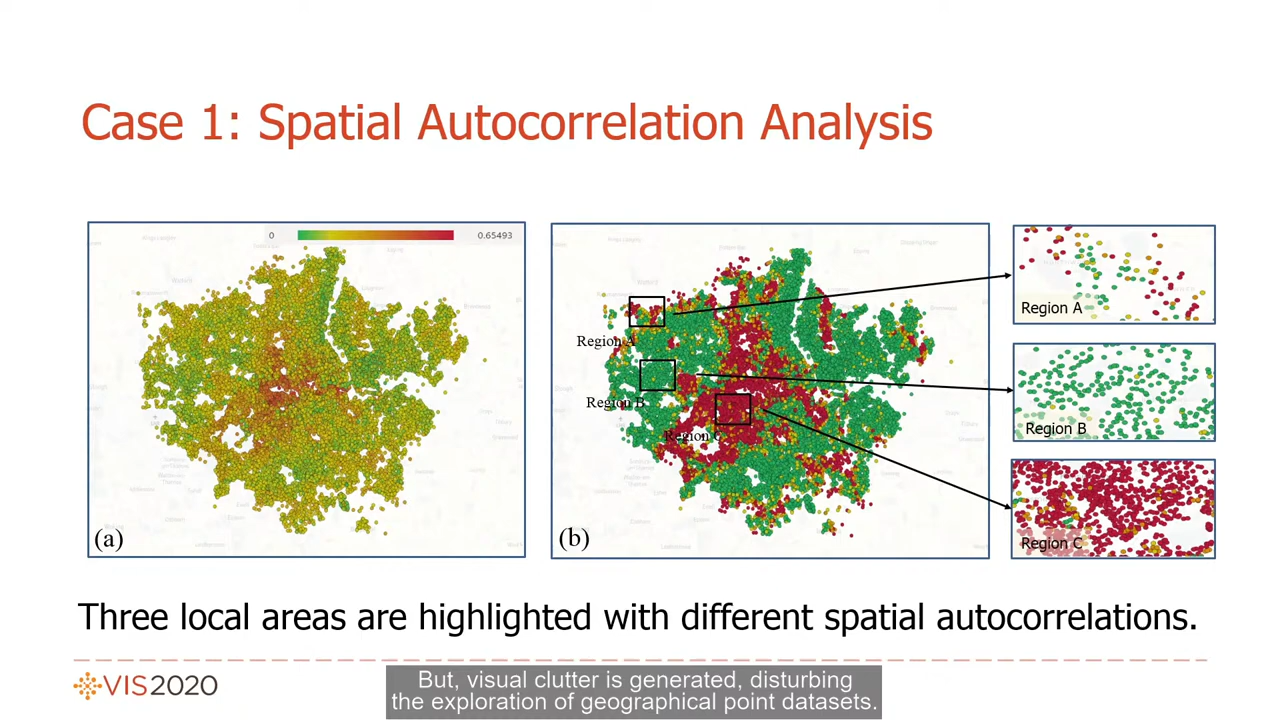 Case 1: Spatial Autocorrelation Analysis
0
0.65493
(a)
Region A
Region B
Region C
(b)
Region A
Region B
Region C
Three local areas are highlighted with different spatial autocorrelations.
VIS2020
But, visual clutter is generated, disturbing
the exploration of geographical point datasets.